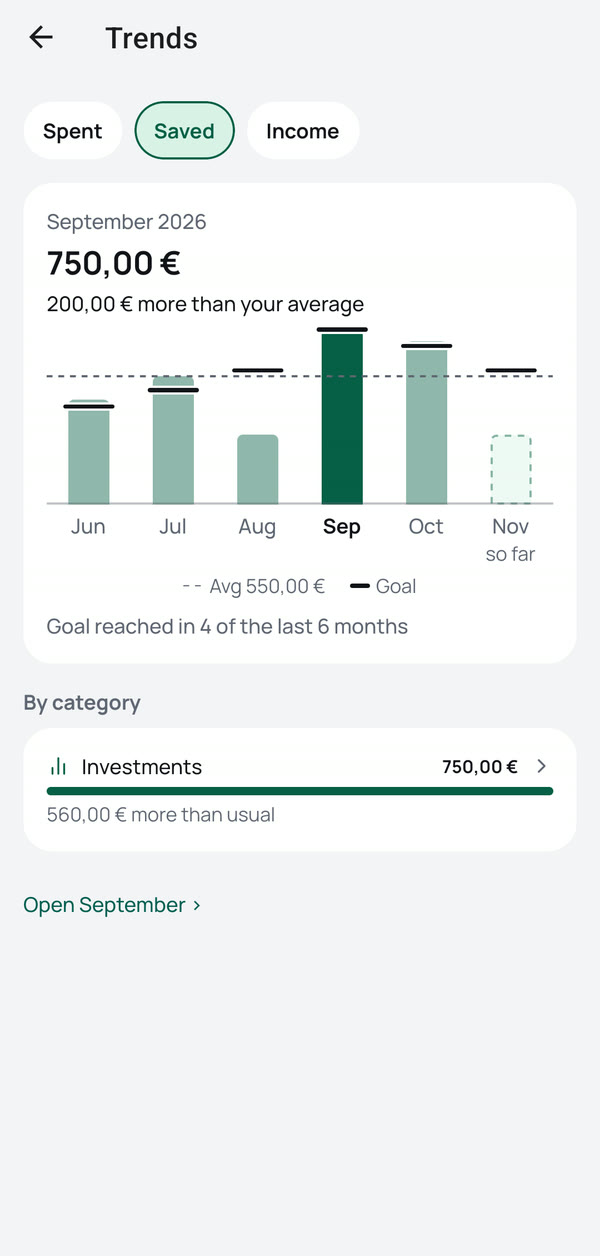 Trends
Spent
Saved
Income
September 2026
750,00 €
200,00 € more than your average
Jun
Jul
Aug
Sep
Oct
Nov
so far
Avg 550,00 €
Goal
Goal reached in 4 of the last 6 months
By category
Investments
750,00 €
560,00 € more than usual
Open September ›